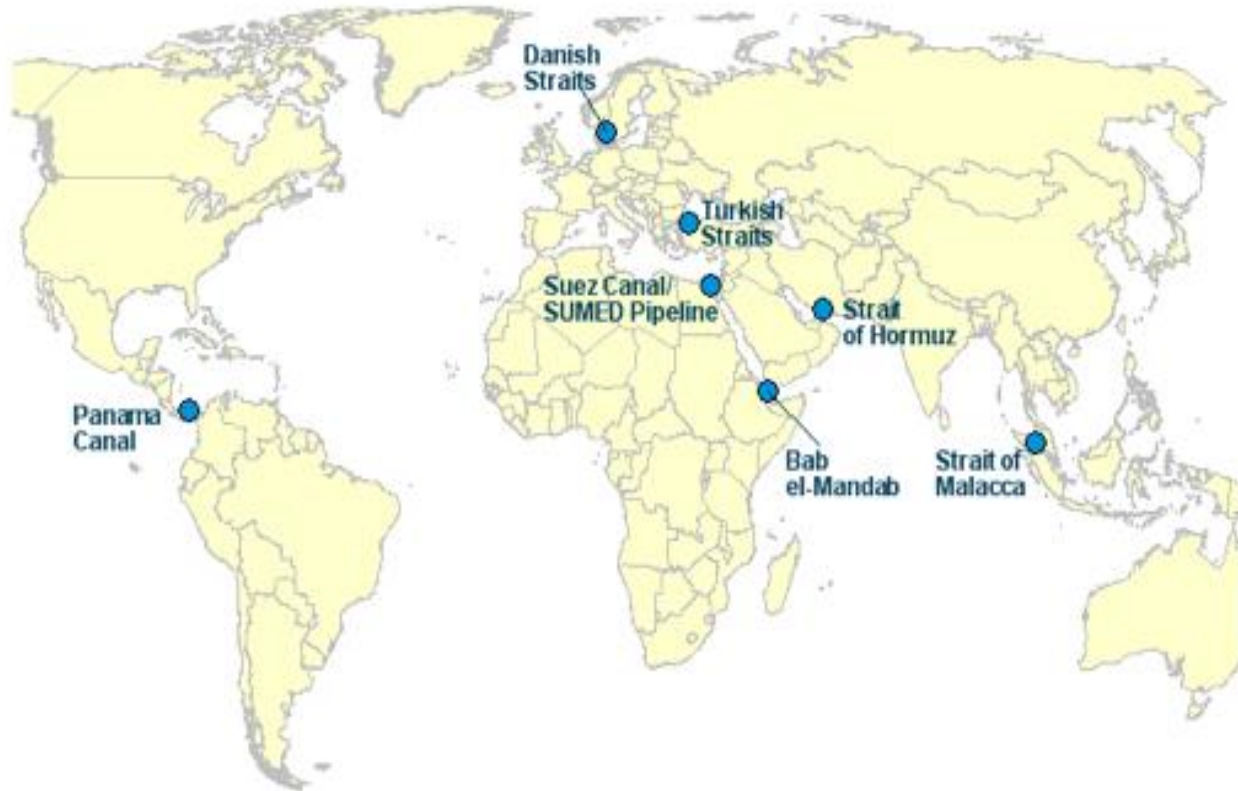 Danish
Straits
Turkish
Straits
Suez Canal/
SUMED Pipeline
Strait
of Hormuz
Panama
Canal
Bab
el-Mandab
Strait of
Malacca